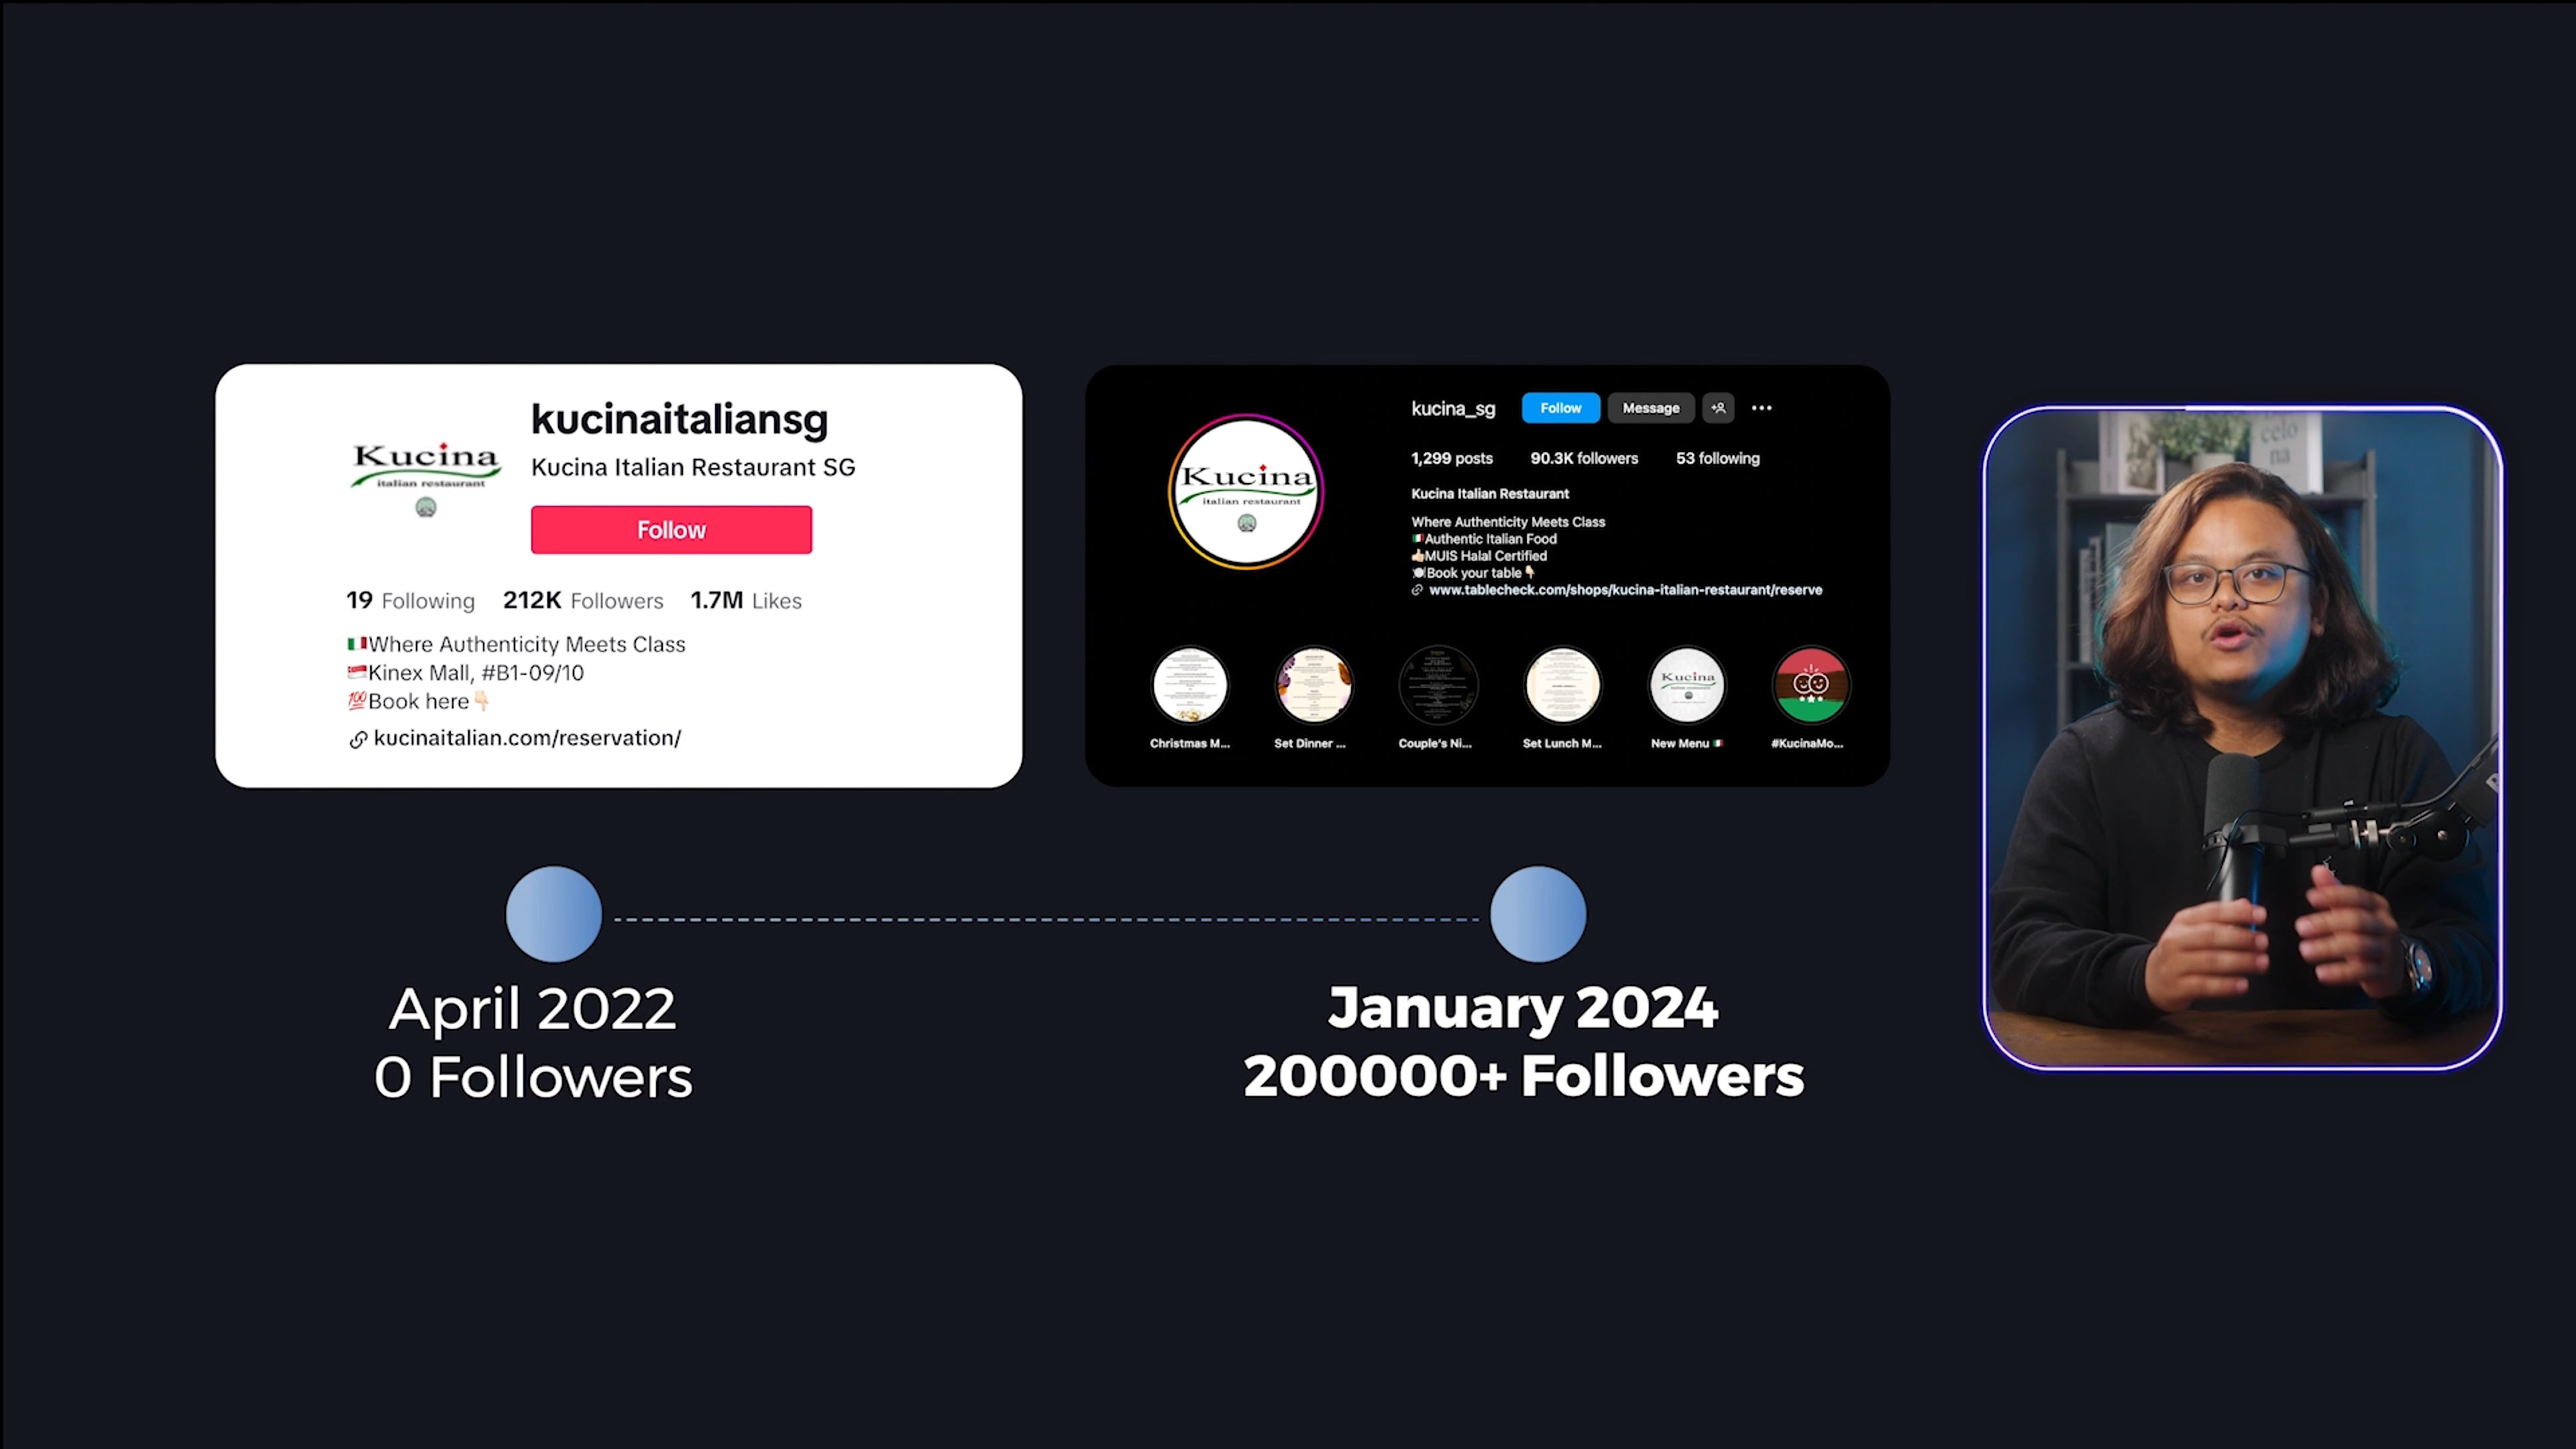 kucinaitaliansg
Kucina Italian Restaurant SG
Kucina
italian restaurant
Follow
19 Following 212K Followers 1.7M Likes
🇮🇹Where Authenticity Meets Class
🇸🇬Kinex Mall, #B1-09/10
💯Book here👇🏻
kucinaitalian.com/reservation/
kucina_sg Follow Message
1,299 posts 90.3K followers 53 following
Kucina
italian restaurant
Kucina Italian Restaurant
Where Authenticity Meets Class
🇮🇹Authentic Italian Food
👍🏻MUIS Halal Certified
🍽️Book your table👇🏻
www.tablecheck.com/shops/kucina-italian-restaurant/reserve
Kucina
Christmas M... Set Dinner ... Couple's Ni... Set Lunch M... New Menu 🇮🇹 #KucinaMo...
celo
na
April 2022
0 Followers
January 2024
200000+ Followers